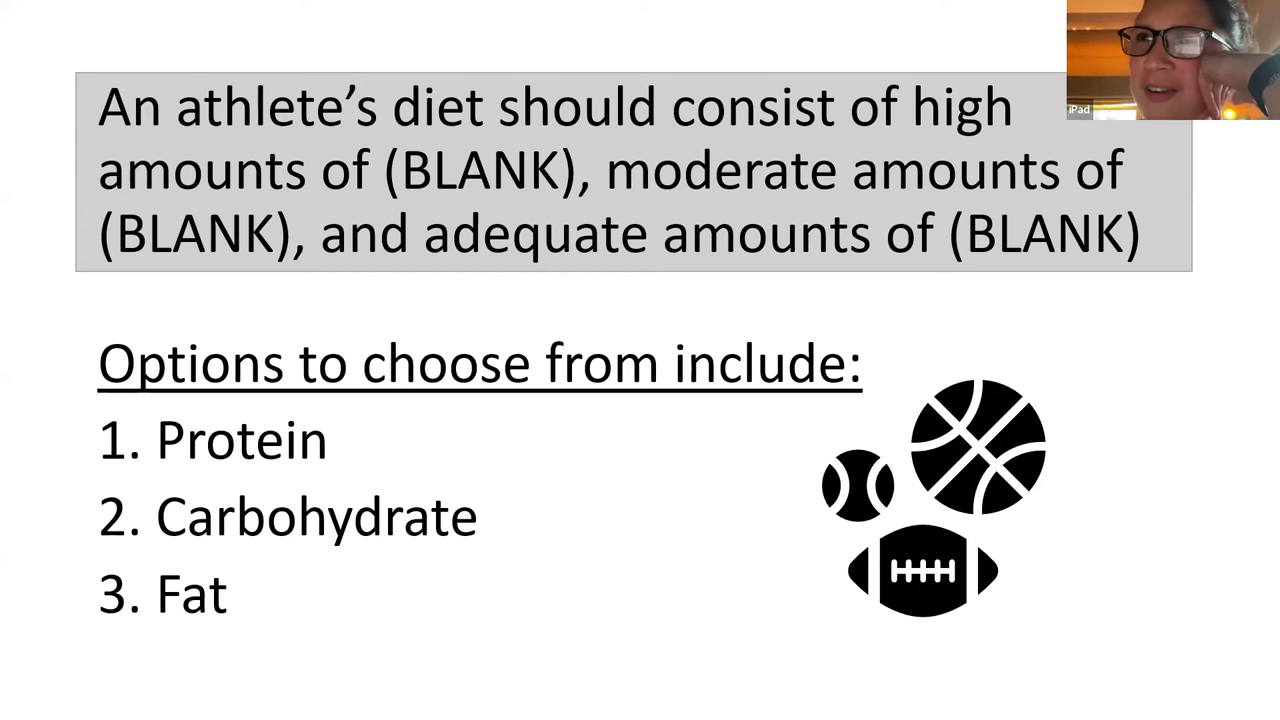 An athlete’s diet should consist of high
amounts of (BLANK), moderate amounts of
(BLANK), and adequate amounts of (BLANK)
Options to choose from include:
1. Protein
2. Carbohydrate
3. Fat
iPad